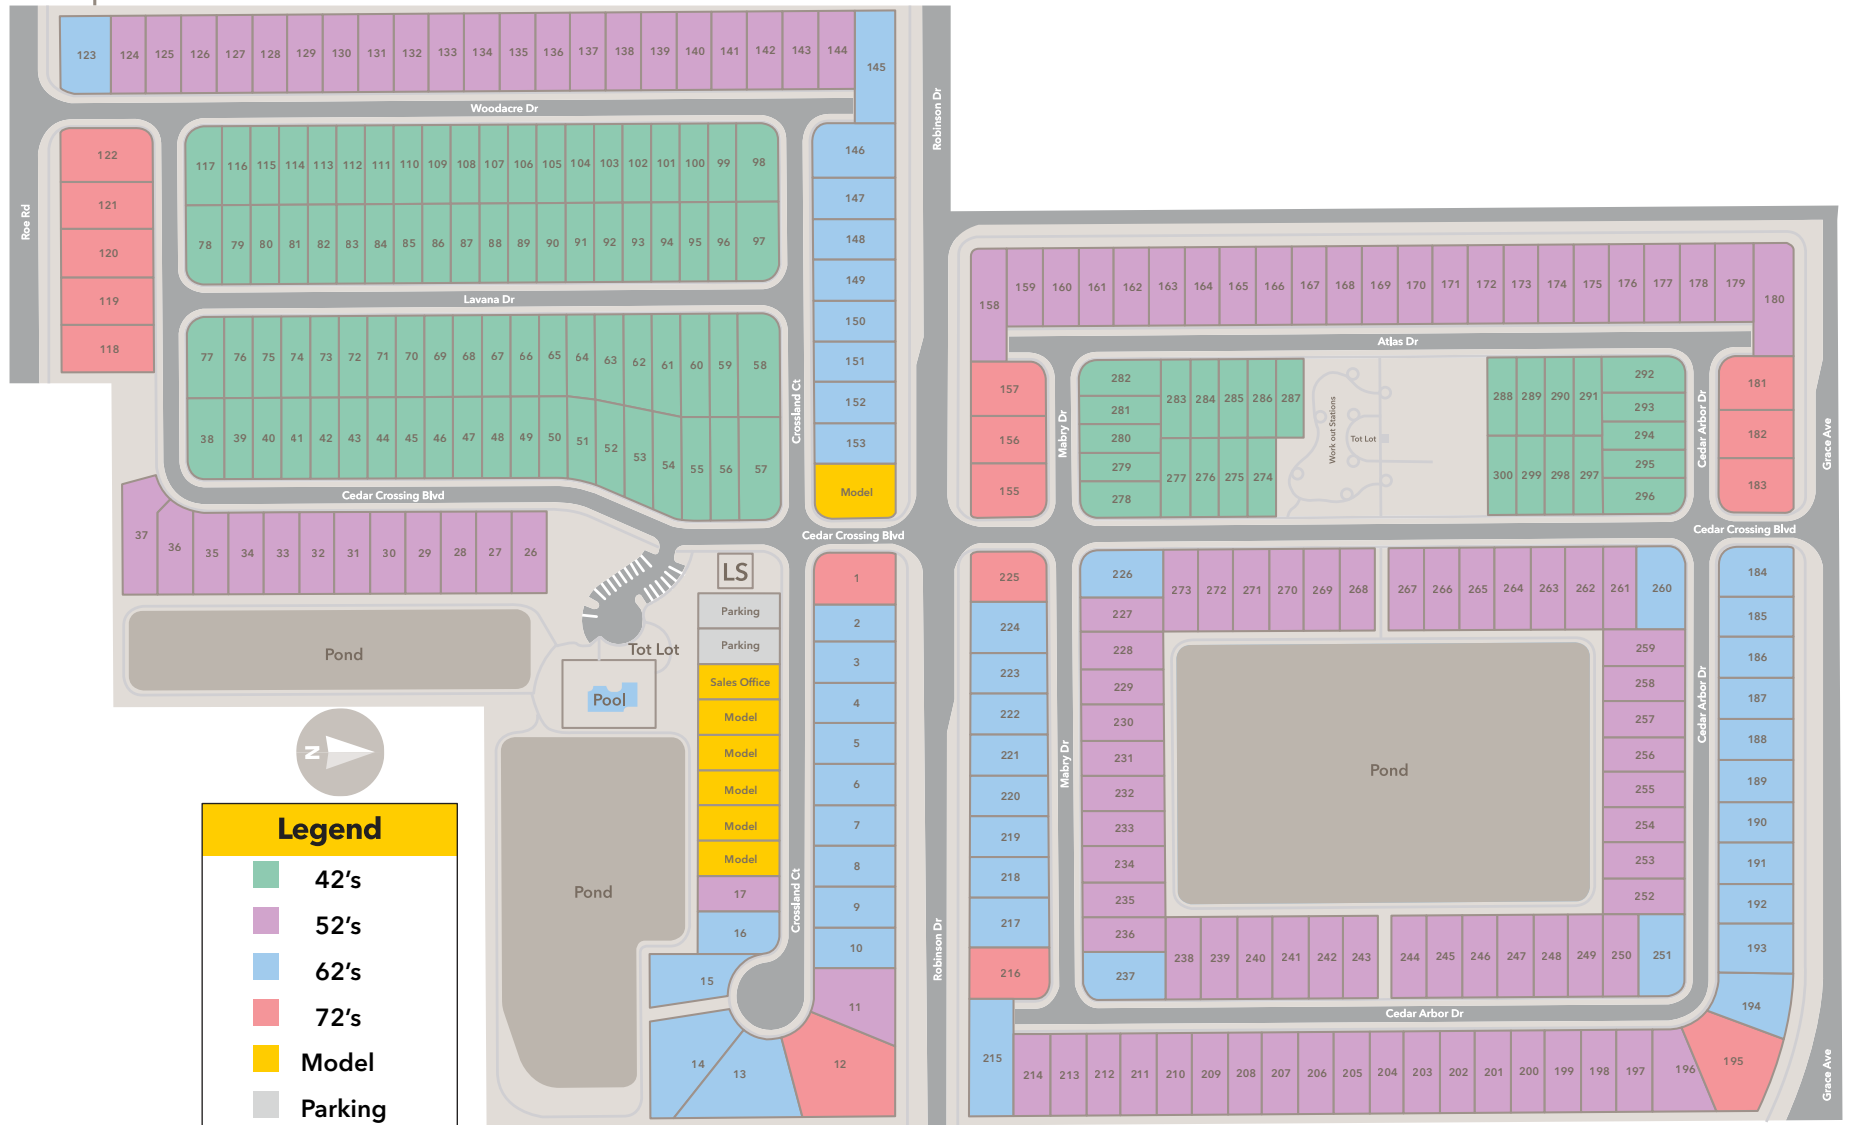 123 124 125 126 127 128 129 130 131 132 133 134 135 136 137 138 139 140 141 142 143 144 145
Woodacre Dr
Robinson Dr
Roe Rd
122
121
120
119
118
117 116 115 114 113 112 111 110 109 108 107 106 105 104 103 102 101 100 99 98
78 79 80 81 82 83 84 85 86 87 88 89 90 91 92 93 94 95 96 97
Lavana Dr
77 76 75 74 73 72 71 70 69 68 67 66 65 64 63 62 61 60 59 58
38 39 40 41 42 43 44 45 46 47 48 49 50 51 52 53 54 55 56 57
Cedar Crossing Blvd
Crossland Ct
146
147
148
149
150
151
152
153
Model
Cedar Crossing Blvd
37 36 35 34 33 32 31 30 29 28 27 26
Pond
Tot Lot
Pool
Pond
LS
Parking
Parking
Sales Office
Model
Model
Model
Model
Model
17
16
15
14
13
12
11
Crossland Ct
1
2
3
4
5
6
7
8
9
10
Robinson Dr
158 159 160 161 162 163 164 165 166 167 168 169 170 171 172 173 174 175 176 177 178 179 180
Atlas Dr
157
156
155
Mabry Dr
282
281
280
279
278
283 284 285 286 287
277 276 275 274
Work out Stations
Tot Lot
288 289 290 291
300 299 298 297
292
293
294
295
296
Cedar Arbor Dr
181
182
183
Grace Ave
Cedar Crossing Blvd
225
224
223
222
221
220
219
218
217
216
215
Mabry Dr
226
227
228
229
230
231
232
233
234
235
236
237
273 272 271 270 269 268 267 266 265 264 263 262 261 260
Pond
259
258
257
256
255
254
253
252
238 239 240 241 242 243 244 245 246 247 248 249 250 251
Cedar Arbor Dr
Cedar Arbor Dr
184
185
186
187
188
189
190
191
192
193
194
195
214 213 212 211 210 209 208 207 206 205 204 203 202 201 200 199 198 197 196
Grace Ave
N
Legend
42's
52's
62's
72's
Model
Parking